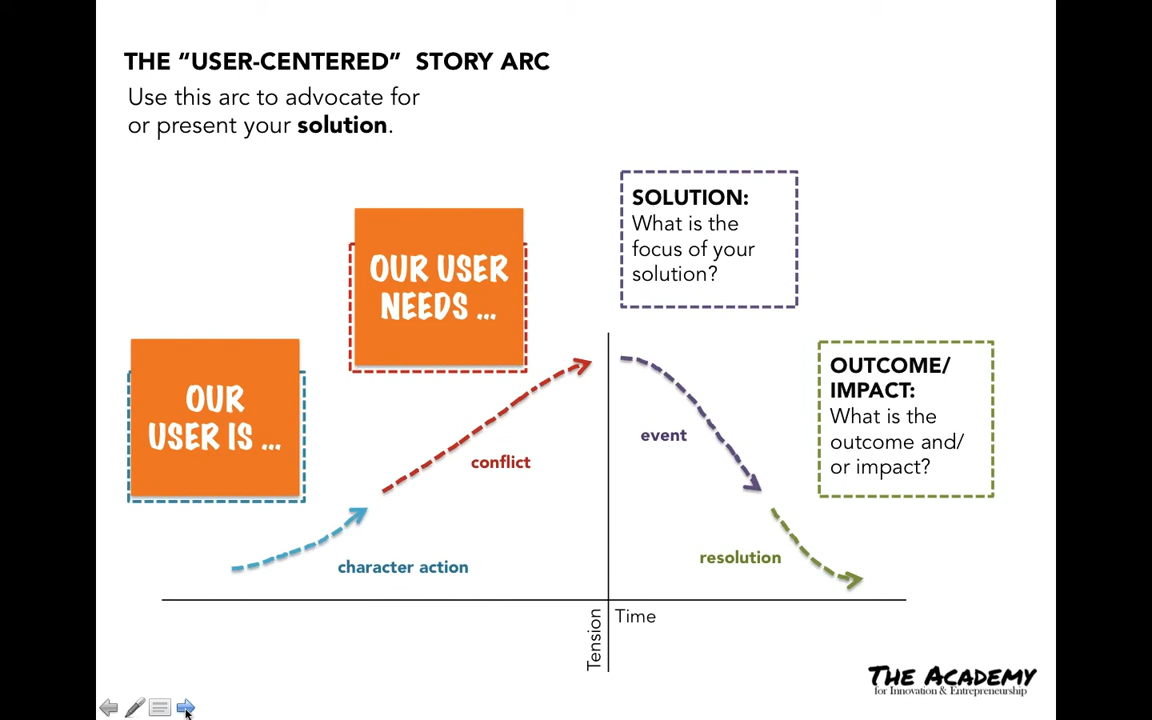 THE “USER-CENTERED” STORY ARC
Use this arc to advocate for
or present your solution.
SOLUTION:
What is the
focus of your
solution?
OUR USER
NEEDS ...
OUR
USER IS ...
OUTCOME/
IMPACT:
What is the
outcome and/
or impact?
event
conflict
resolution
character action
Tension
Time
THE ACADEMY
for Innovation & Entrepreneurship